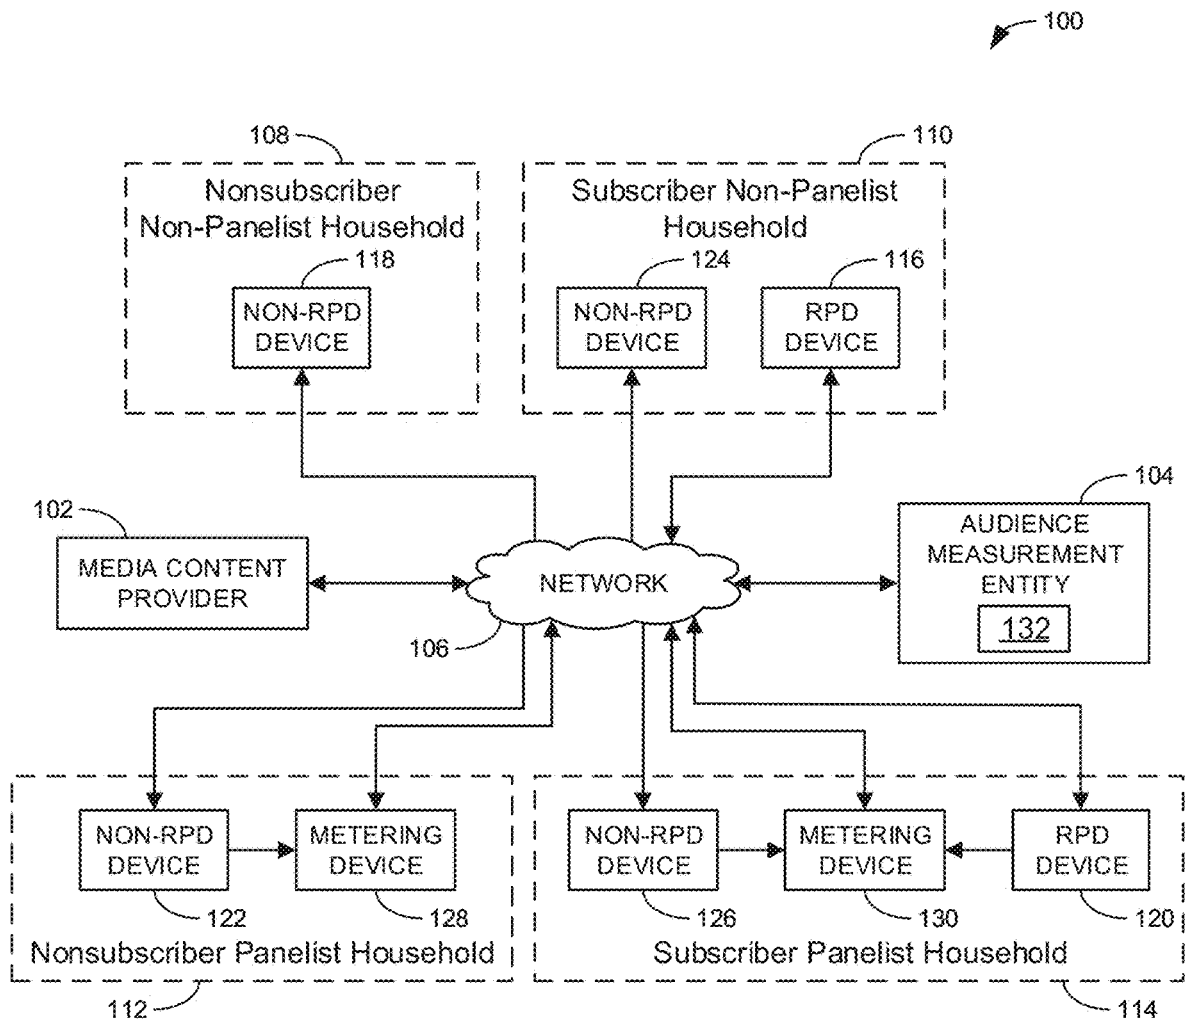 100
108
110
Nonsubscriber
Non-Panelist Household
Subscriber Non-Panelist
Household
118
124
116
NON-RPD
DEVICE
NON-RPD
DEVICE
RPD
DEVICE
102
104
MEDIA CONTENT
PROVIDER
NETWORK
AUDIENCE
MEASUREMENT
ENTITY
132
106
NON-RPD
DEVICE
METERING
DEVICE
NON-RPD
DEVICE
METERING
DEVICE
RPD
DEVICE
122
128
126
130
120
Nonsubscriber Panelist Household
Subscriber Panelist Household
112
114